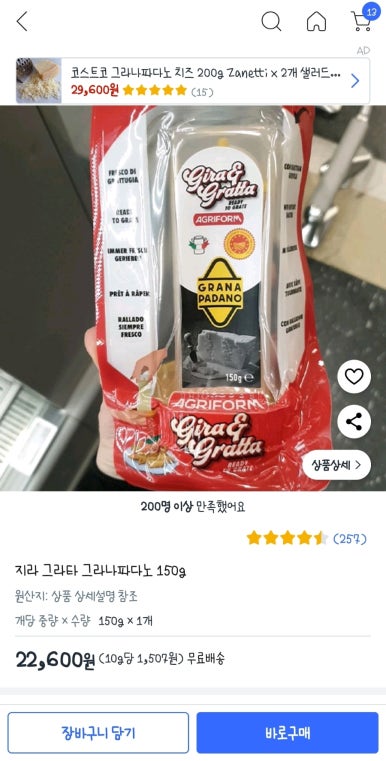 13
AD
코스트코 그라나파다노 치즈 200g Zanetti x 2개 샐러드...
29,600원 (15)
FRESCO DI
GRATTUGIA
READY
TO GRATE
IMMER FRISCH
GERIEBEN
PRÊT À RÂPER
RALLADO
SIEMPRE
FRESCO
Gira&
Gratta
READY
TO GRATE
AGRIFORM
GRANA
PADANO
150g e
AGRIFORM
Gira&
Gratta
READY
TO GRATE
상품상세 >
200명 이상 만족했어요
(257)
지라 그라타 그라나파다노 150g
원산지: 상품 상세설명 참조
개당 중량 x 수량 150g x 1개
22,600원 (10g당 1,507원) 무료배송
장바구니 담기
바로구매